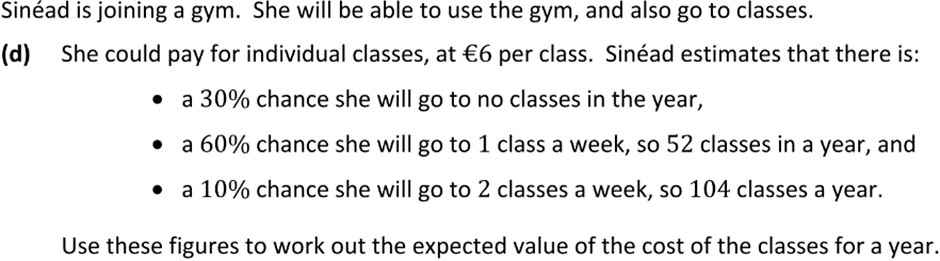 Sinéad is joining a gym. She will be able to use the gym, and also go to classes.
(d) She could pay for individual classes, at €6 per class. Sinéad estimates that there is:
• a 30% chance she will go to no classes in the year,
• a 60% chance she will go to 1 class a week, so 52 classes in a year, and
• a 10% chance she will go to 2 classes a week, so 104 classes a year.
Use these figures to work out the expected value of the cost of the classes for a year.